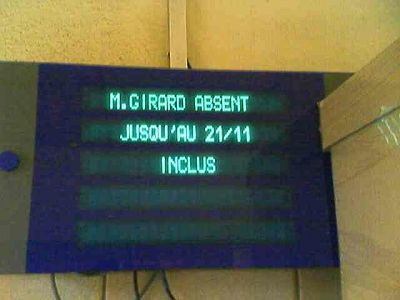 M.GIRARD ABSENT
JUSQU'AU 21/11
INCLUS